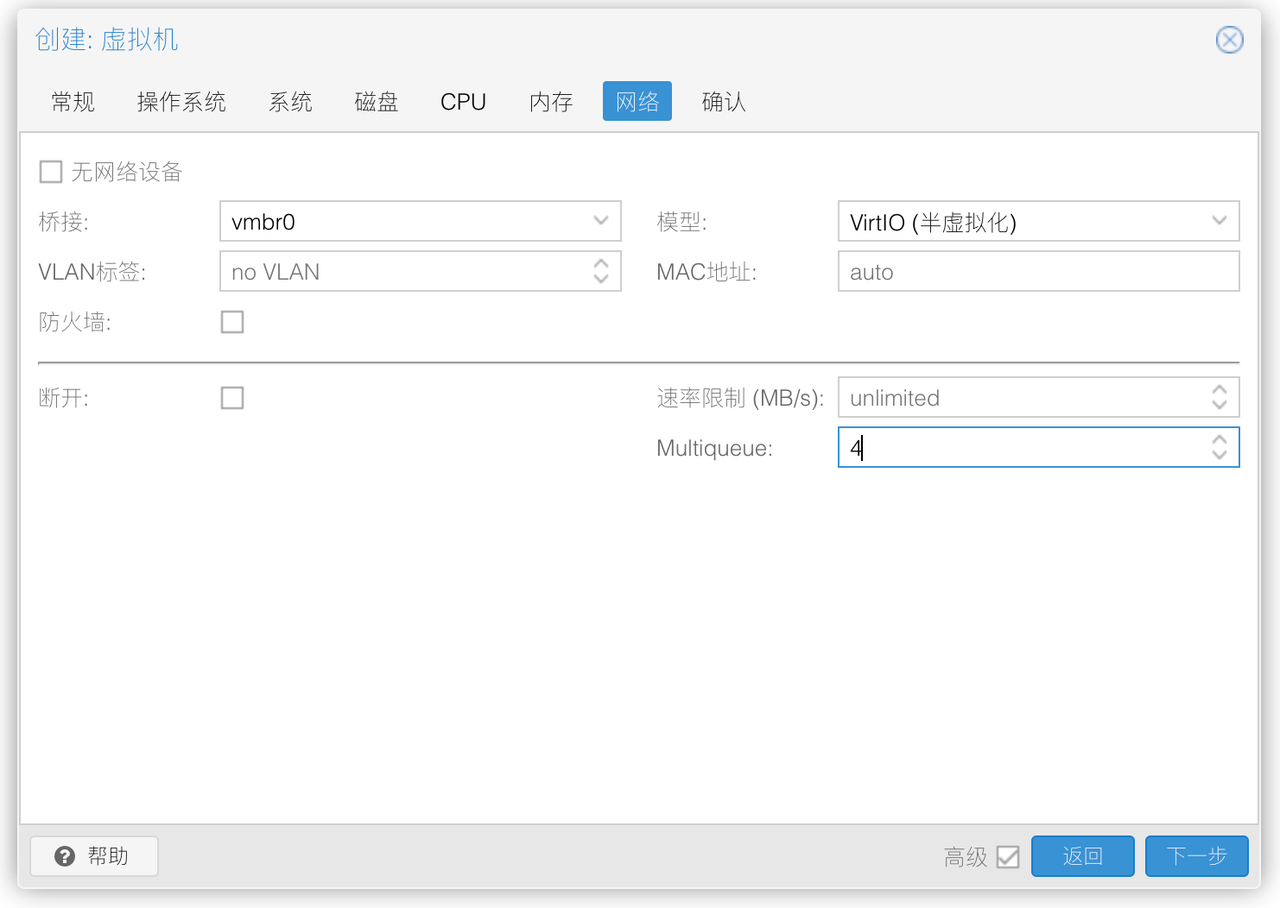 创建: 虚拟机
常规 操作系统 系统 磁盘 CPU 内存 网络 确认
无网络设备
桥接: vmbr0 模型: VirtIO (半虚拟化)
VLAN标签: no VLAN MAC地址: auto
防火墙:
断开: 速率限制 (MB/s): unlimited
Multiqueue: 4
帮助 高级 返回 下一步